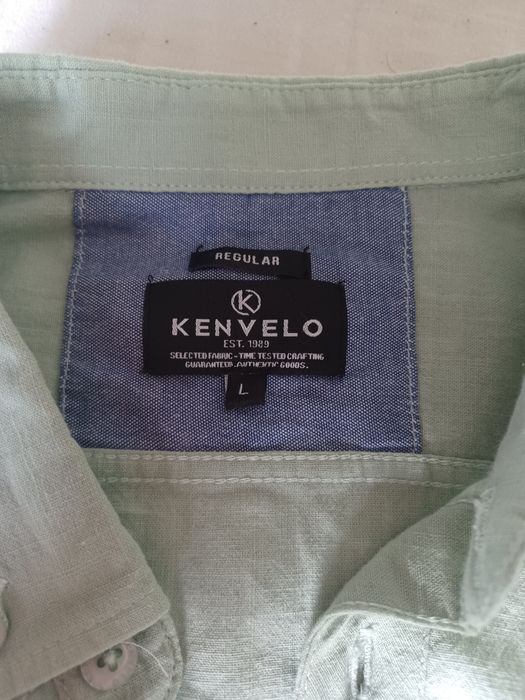 REGULAR
K
KENVELO
EST. 1989
SELECTED FABRIC - TIME TESTED CRAFTING
GUARANTEED. AUTHENTIC GOODS.
L